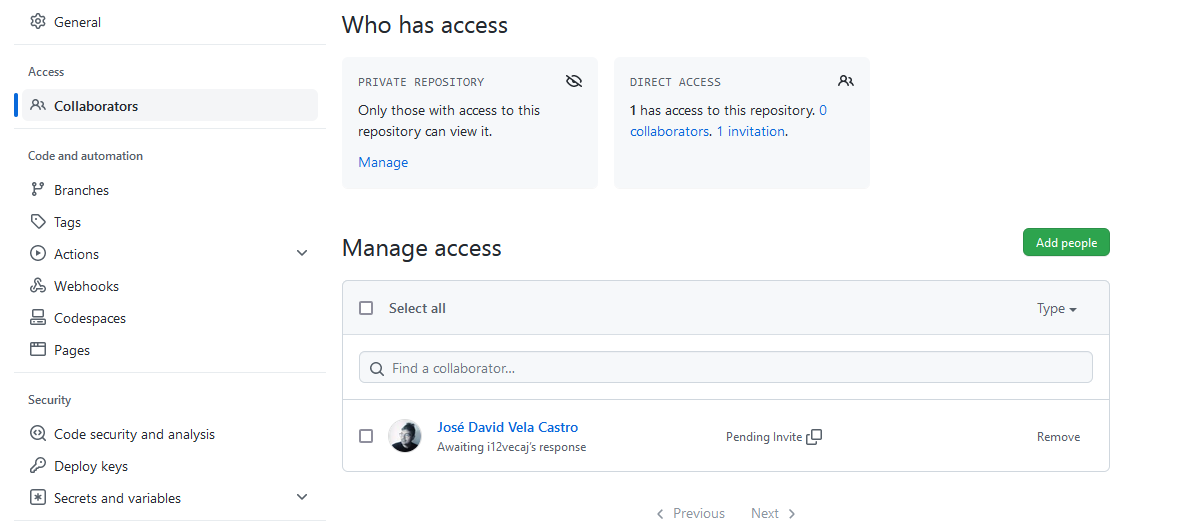 General
Access
Collaborators
Code and automation
Branches
Tags
Actions
Webhooks
Codespaces
Pages
Security
Code security and analysis
Deploy keys
Secrets and variables
Who has access
PRIVATE REPOSITORY
Only those with access to this
repository can view it.
Manage
DIRECT ACCESS
1 has access to this repository. 0
collaborators. 1 invitation.
Manage access
Add people
Select all
Type
Find a collaborator...
José David Vela Castro
Awaiting i12vecaj's response
Pending Invite
Remove
Previous Next